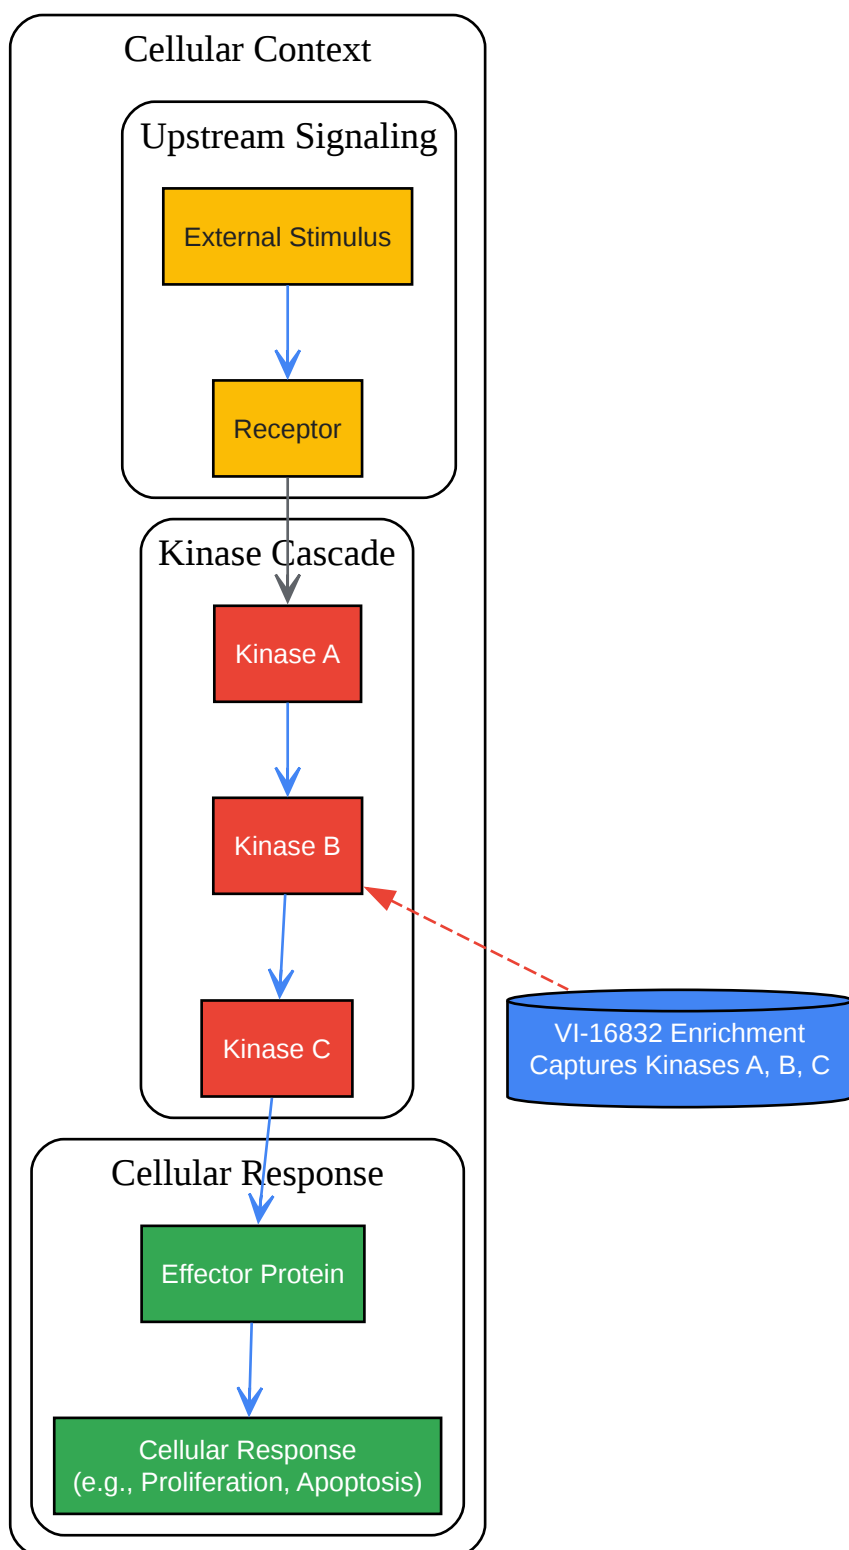 Cellular Context
Upstream Signaling
External Stimulus
Receptor
Kinase Cascade
Kinase A
Kinase B
Kinase C
VI-16832 Enrichment
Captures Kinases A, B, C
Cellular Response
Effector Protein
Cellular Response
(e.g., Proliferation, Apoptosis)